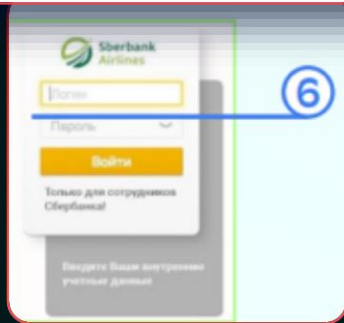 Sberbank
Airlines
Логин
6
Пароль
Войти
Только для сотрудников
Сбербанка!
Введите Ваши внутренние
учетные данные